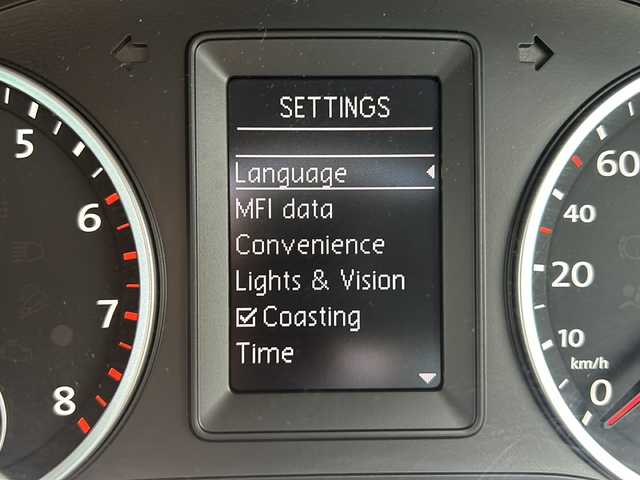 SETTINGS
Language
MFI data
Convenience
Lights & Vision
Coasting
Time
5
6
7
8
60
40
20
10
km/h
0